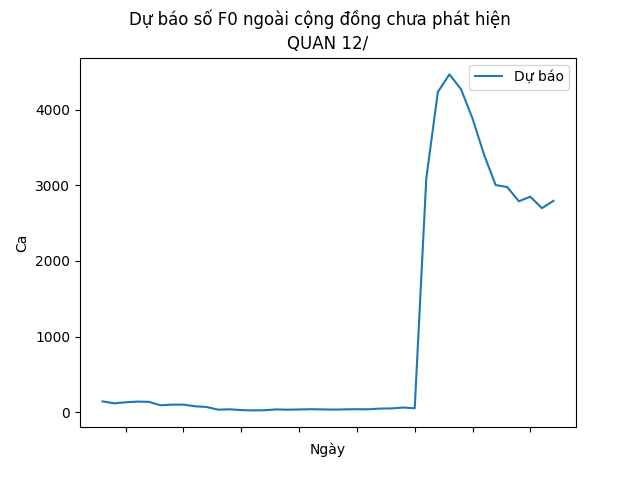 Dự báo số F0 ngoài cộng đồng chưa phát hiện
QUAN 12/
Dự báo
4000
3000
Ca
2000
1000
0
Ngày